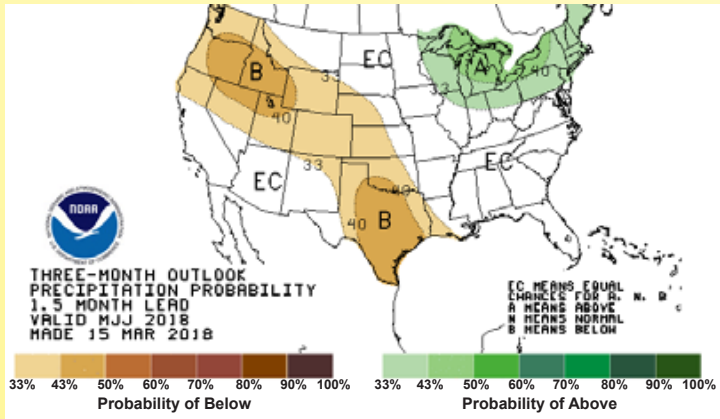 EC
B
33
A
40
33
40
33
EC
EC
40
40
B
NOAA
THREE-MONTH OUTLOOK
PRECIPITATION PROBABILITY
1.5 MONTH LEAD
VALID MJJ 2018
MADE 15 MAR 2018
EC MEANS EQUAL
CHANCES FOR A, N, B
A MEANS ABOVE
N MEANS NORMAL
B MEANS BELOW
33% 43% 50% 60% 70% 80% 90% 100%
Probability of Below
33% 43% 50% 60% 70% 80% 90% 100%
Probability of Above